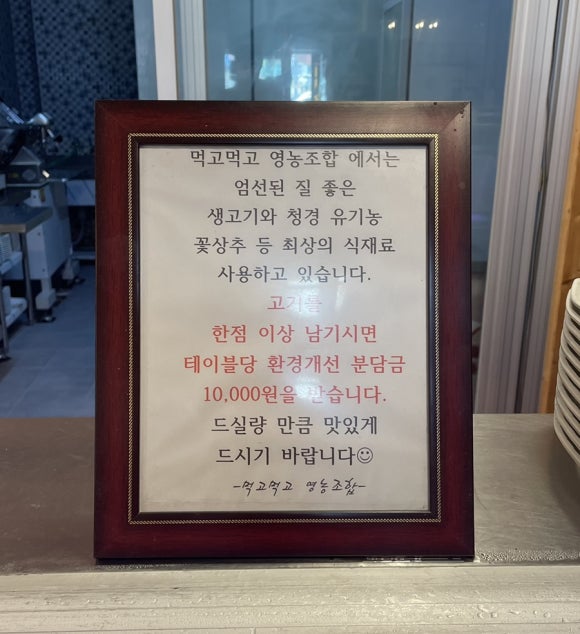 먹고먹고 영농조합 에서는
엄선된 질 좋은
생고기와 청경 유기농
꽃상추 등 최상의 식재료
사용하고 있습니다.
고기를
한점 이상 남기시면
테이블당 환경개선 분담금
10,000원을 받습니다.
드실량 만큼 맛있게
드시기 바랍니다☺
-먹고먹고 영농조합-